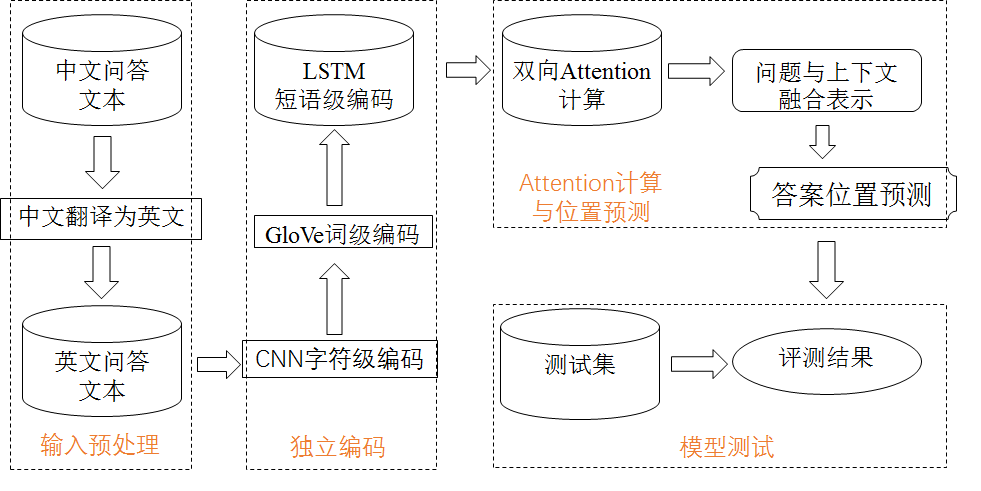 中文问答
文本
中文翻译为英文
英文问答
文本
输入预处理
LSTM
短语级编码
GloVe词级编码
CNN字符级编码
独立编码
双向Attention
计算
问题与上下文
融合表示
Attention计算
与位置预测
答案位置预测
测试集
评测结果
模型测试